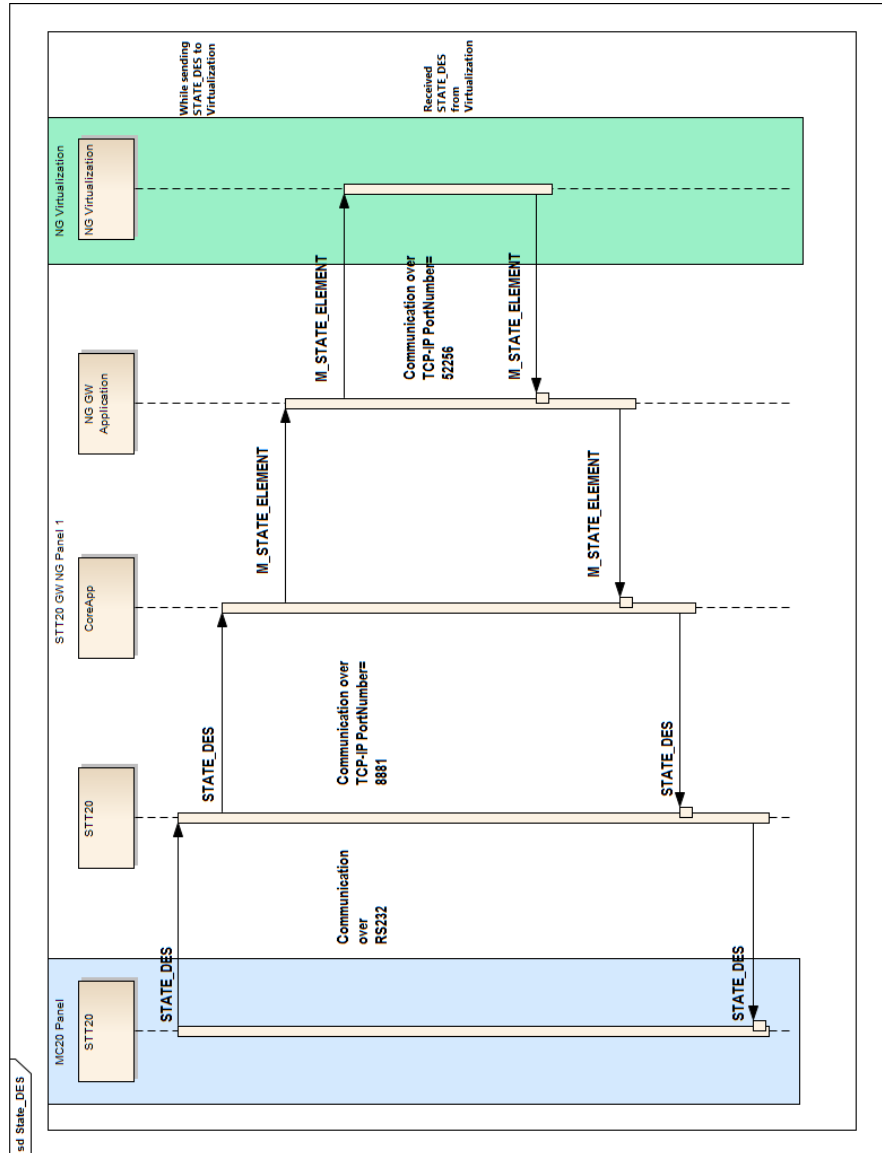 sd State_DES
MC20 Panel
STT20 GW NG Panel 1
NG Virtualization
STT20
STT20
CoreApp
NG GW
Application
NG Virtualization
While sending
STATE_DES to
Virtualization
STATE_DES
STATE_DES
M_STATE_ELEMENT
M_STATE_ELEMENT
Communication
over
RS232
Communication over
TCP-IP PortNumber=
8881
Communication over
TCP-IP PortNumber=
52256
Received
STATE_DES
from
Virtualization
M_STATE_ELEMENT
M_STATE_ELEMENT
STATE_DES
STATE_DES